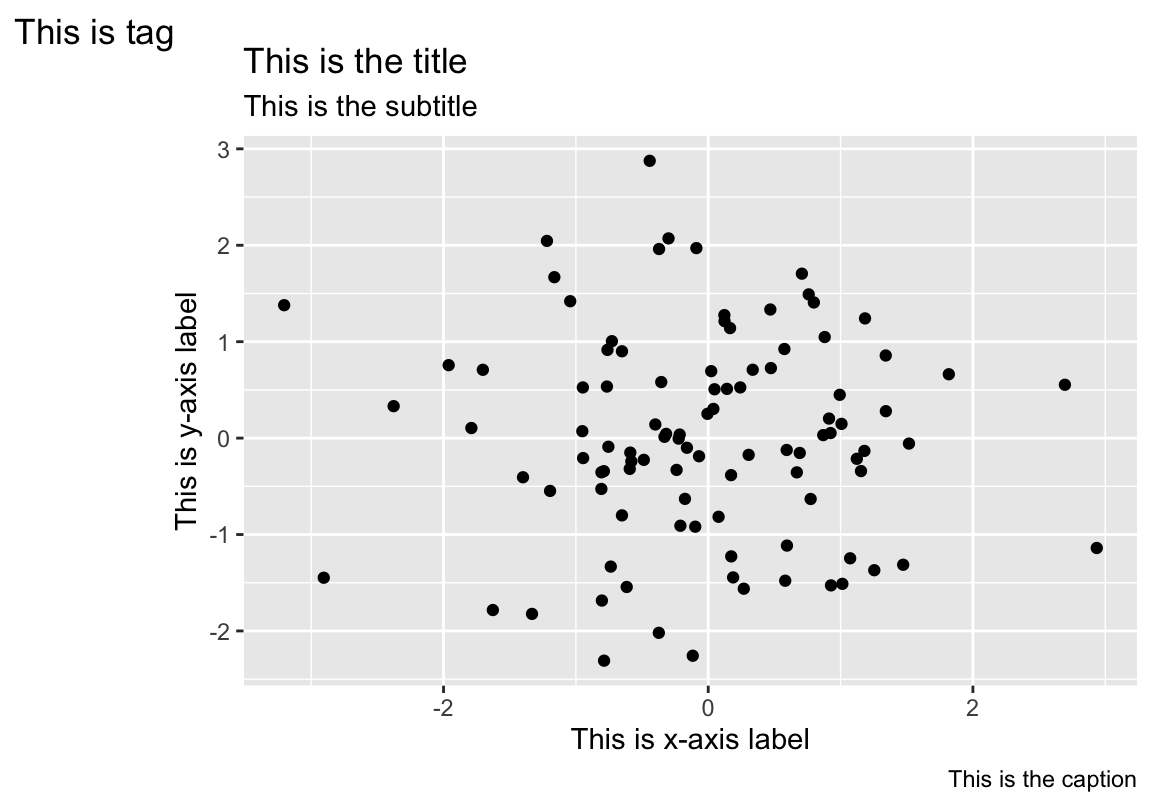 This is tag
This is the title
This is the subtitle
This is y-axis label
3
2
1
0
-1
-2
-2 0 2
This is x-axis label
This is the caption